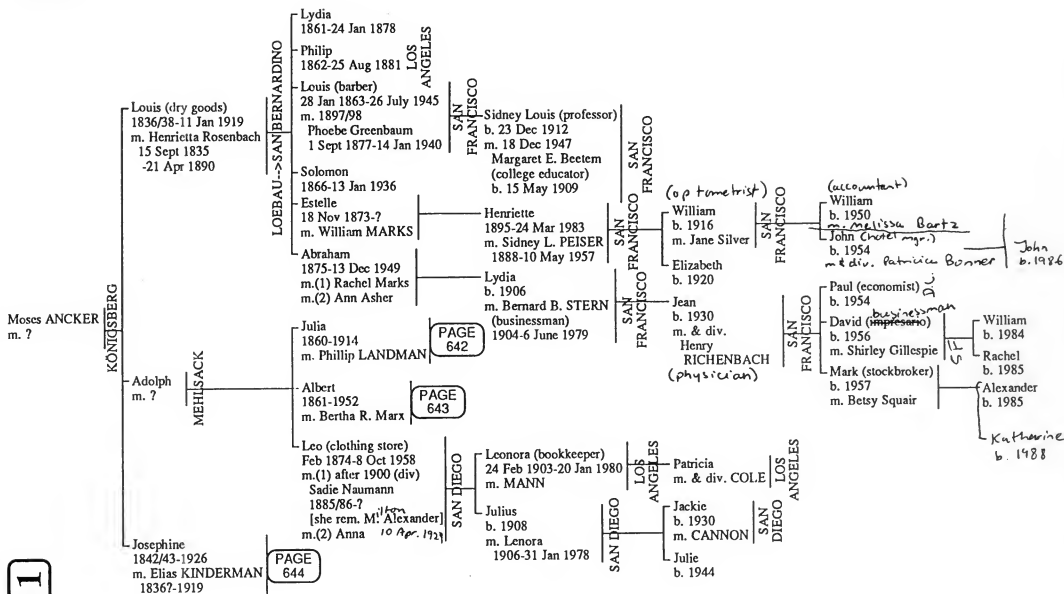 Moses ANCKER
m. ?
KÖNIGSBERG
Louis (dry goods)
1836/38-11 Jan 1919
m. Henrietta Rosenbach
15 Sept 1835
-21 Apr 1890
LOEBAU-->SAN BERNARDINO
Lydia
1861-24 Jan 1878
Philip
1862-25 Aug 1881
LOS
ANGELES
Louis (barber)
28 Jan 1863-26 July 1945
m. 1897/98
Phoebe Greenbaum
1 Sept 1877-14 Jan 1940
SAN
FRANCISCO
Sidney Louis (professor)
b. 23 Dec 1912
m. 18 Dec 1947
Margaret E. Beetem
(college educator)
b. 15 May 1909
SAN
FRANCISCO
Solomon
1866-13 Jan 1936
Estelle
18 Nov 1873-?
m. William MARKS
Henriette
1895-24 Mar 1983
m. Sidney L. PEISER
1888-10 May 1957
SAN
FRANCISCO
(optometrist)
William
b. 1916
m. Jane Silver
SAN
FRANCISCO
(accountant)
William
b. 1950
m. Melissa Bartz
John (hotel mgr.)
b. 1954
m & div. Patricia Bonner
John
b. 1986
Elizabeth
b. 1920
Abraham
1875-13 Dec 1949
m.(1) Rachel Marks
m.(2) Ann Asher
Lydia
b. 1906
m. Bernard B. STERN
(businessman)
1904-6 June 1979
SAN
FRANCISCO
Jean
b. 1930
m. & div.
Henry
RICHENBACH
(physician)
SAN
FRANCISCO
Paul (economist)
b. 1954
businessman
David (impresario)
b. 1956
m. Shirley Gillespie
SF
William
b. 1984
Rachel
b. 1985
Mark (stockbroker)
b. 1957
m. Betsy Squair
Alexander
b. 1985
Katherine
b. 1988
Adolph
m. ?
MEHLSACK
Julia
1860-1914
m. Phillip LANDMAN
PAGE
642
Albert
1861-1952
m. Bertha R. Marx
PAGE
643
Leo (clothing store)
Feb 1874-8 Oct 1958
m.(1) after 1900 (div)
Sadie Naumann
1885/86-?
[she rem. Milton Alexander]
10 Apr. 1924
m.(2) Anna
SAN DIEGO
Leonora (bookkeeper)
24 Feb 1903-20 Jan 1980
m. MANN
LOS
ANGELES
Patricia
m. & div. COLE
LOS
ANGELES
Julius
b. 1908
m. Lenora
1906-31 Jan 1978
SAN DIEGO
Jackie
b. 1930
m. CANNON
SAN
DIEGO
Julie
b. 1944
Josephine
1842/43-1926
m. Elias KINDERMAN
1836?-1919
PAGE
644
1